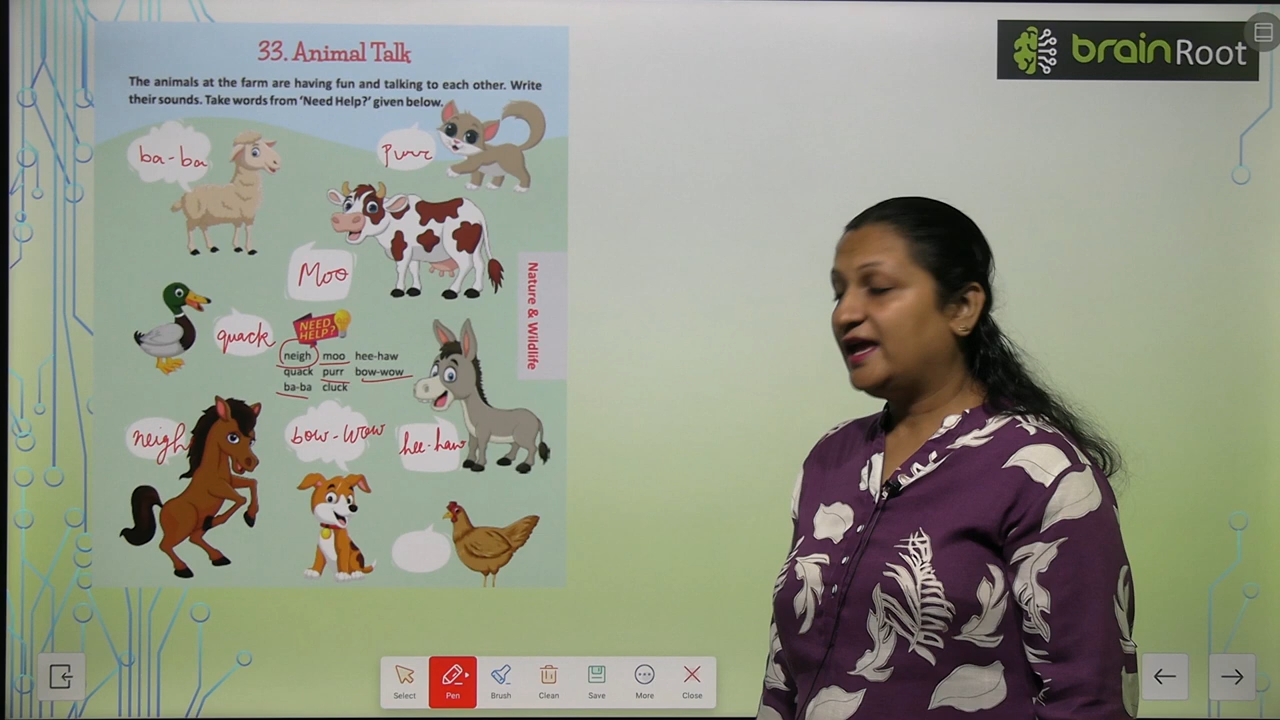 33. Animal Talk
The animals at the farm are having fun and talking to each other. Write
their sounds. Take words from 'Need Help?' given below.
ba-ba
Purr
Moo
quack
NEED
HELP?
neigh moo hee-haw
quack purr bow-wow
ba-ba cluck
neigh
bow-wow
hee-haw
Nature & Wildlife
brainRoot
Select
Pen
Brush
Clean
Save
More
Close